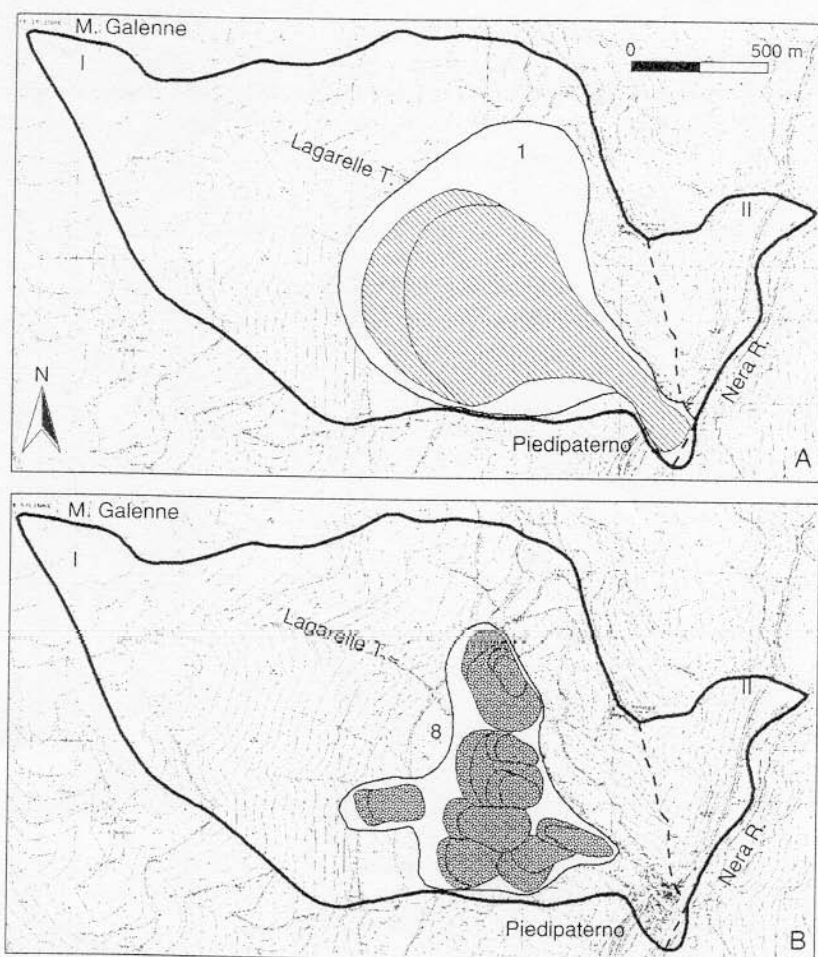 M. Galenne
I
0 500 m
Lagarelle T.
1
II
N
Nera R.
Piedipaterno
A
M. Galenne
I
Lagarelle T.
II
8
Nera R.
Piedipaterno
B